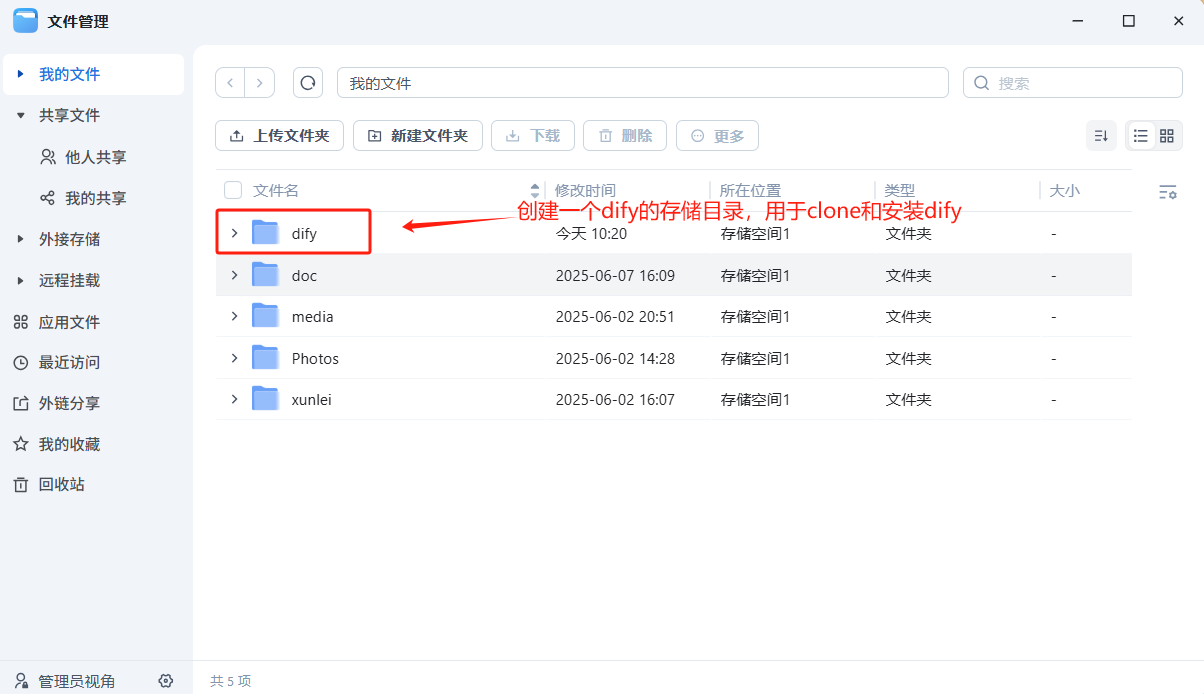 文件管理
我的文件
共享文件
他人共享
我的共享
外接存储
远程挂载
应用文件
最近访问
外链分享
我的收藏
回收站
管理员视角
我的文件
搜索
上传文件夹 新建文件夹 下载 删除 更多
文件名 修改时间 所在位置 类型 大小
创建一个dify的存储目录，用于clone和安装dify
dify 今天 10:20 存储空间1 文件夹 -
doc 2025-06-07 16:09 存储空间1 文件夹 -
media 2025-06-02 20:51 存储空间1 文件夹 -
Photos 2025-06-02 14:28 存储空间1 文件夹 -
xunlei 2025-06-02 16:07 存储空间1 文件夹 -
共 5 项